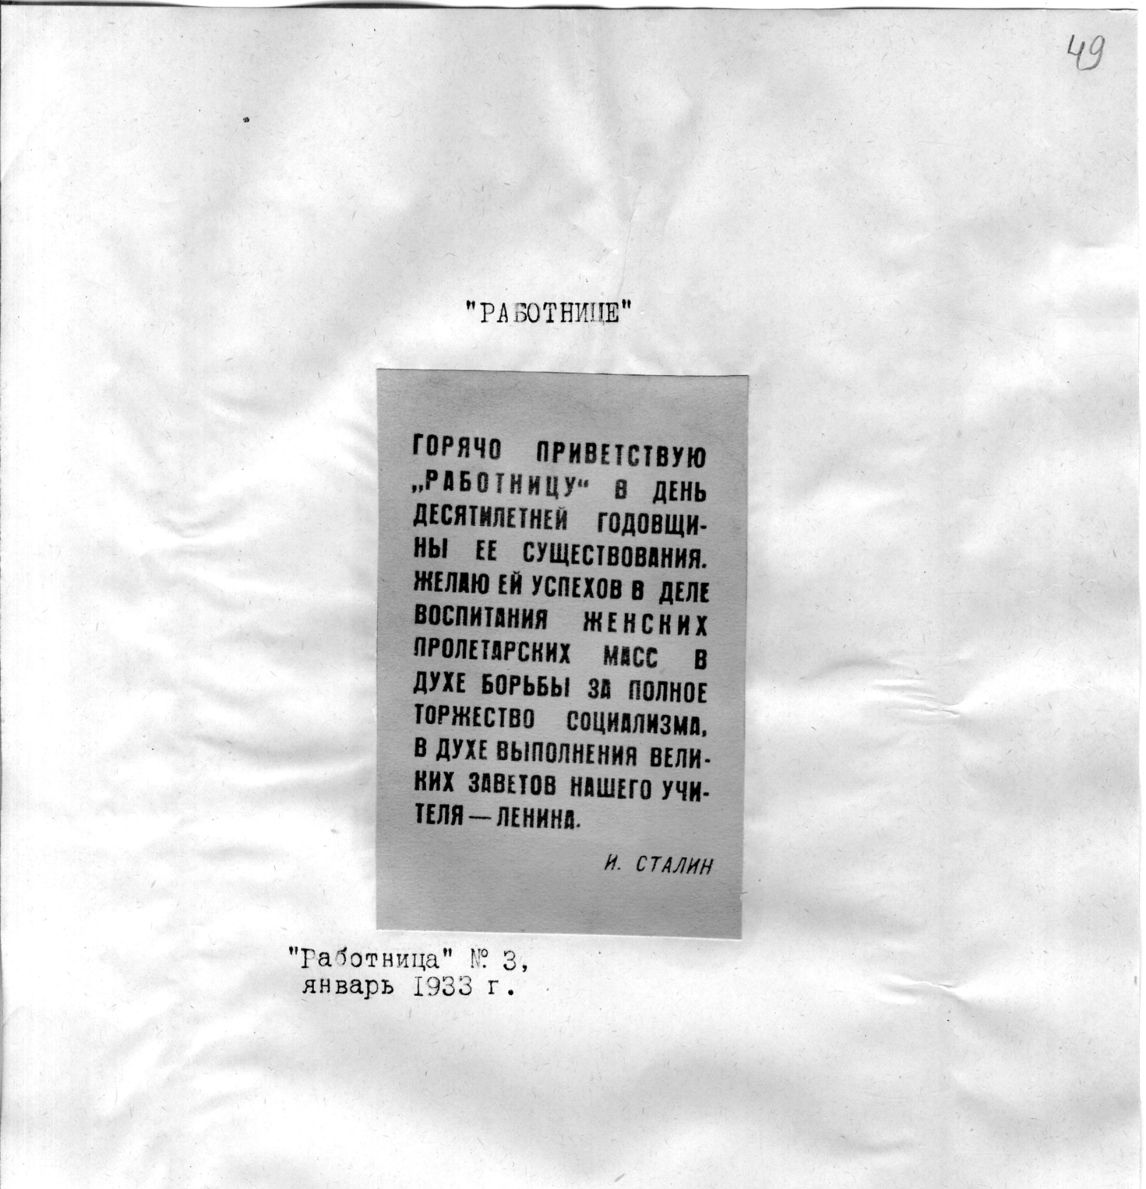 49
"РАБОТНИЦЕ"
ГОРЯЧО ПРИВЕТСТВУЮ
„РАБОТНИЦУ“ В ДЕНЬ
ДЕСЯТИЛЕТНЕЙ ГОДОВЩИ-
НЫ ЕЕ СУЩЕСТВОВАНИЯ.
ЖЕЛАЮ ЕЙ УСПЕХОВ В ДЕЛЕ
ВОСПИТАНИЯ ЖЕНСКИХ
ПРОЛЕТАРСКИХ МАСС В
ДУХЕ БОРЬБЫ ЗА ПОЛНОЕ
ТОРЖЕСТВО СОЦИАЛИЗМА,
В ДУХЕ ВЫПОЛНЕНИЯ ВЕЛИ-
КИХ ЗАВЕТОВ НАШЕГО УЧИ-
ТЕЛЯ — ЛЕНИНА.
И. СТАЛИН
"Работница" № 3,
январь 1933 г.